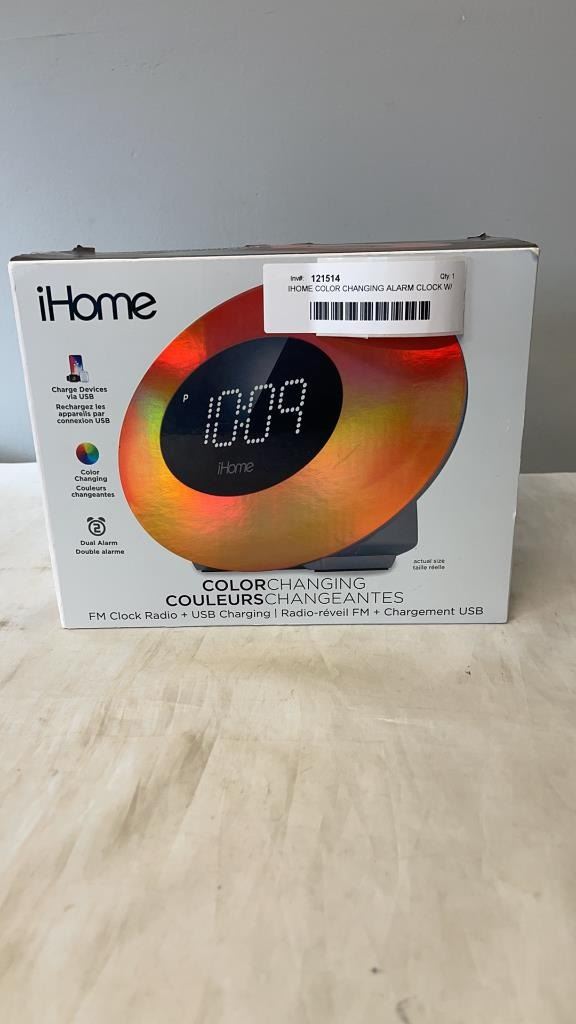 iHome
Inv#: 121514 Qty. 1
IHOME COLOR CHANGING ALARM CLOCK W/
Charge Devices
via USB
Rechargez les
appareils par
connexion USB
Color
Changing
Couleurs
changeantes
2
Dual Alarm
Double alarme
P
10:09
iHome
actual size
taille réelle
COLORCHANGING
COULEURSCHANGEANTES
FM Clock Radio + USB Charging | Radio-réveil FM + Chargement USB